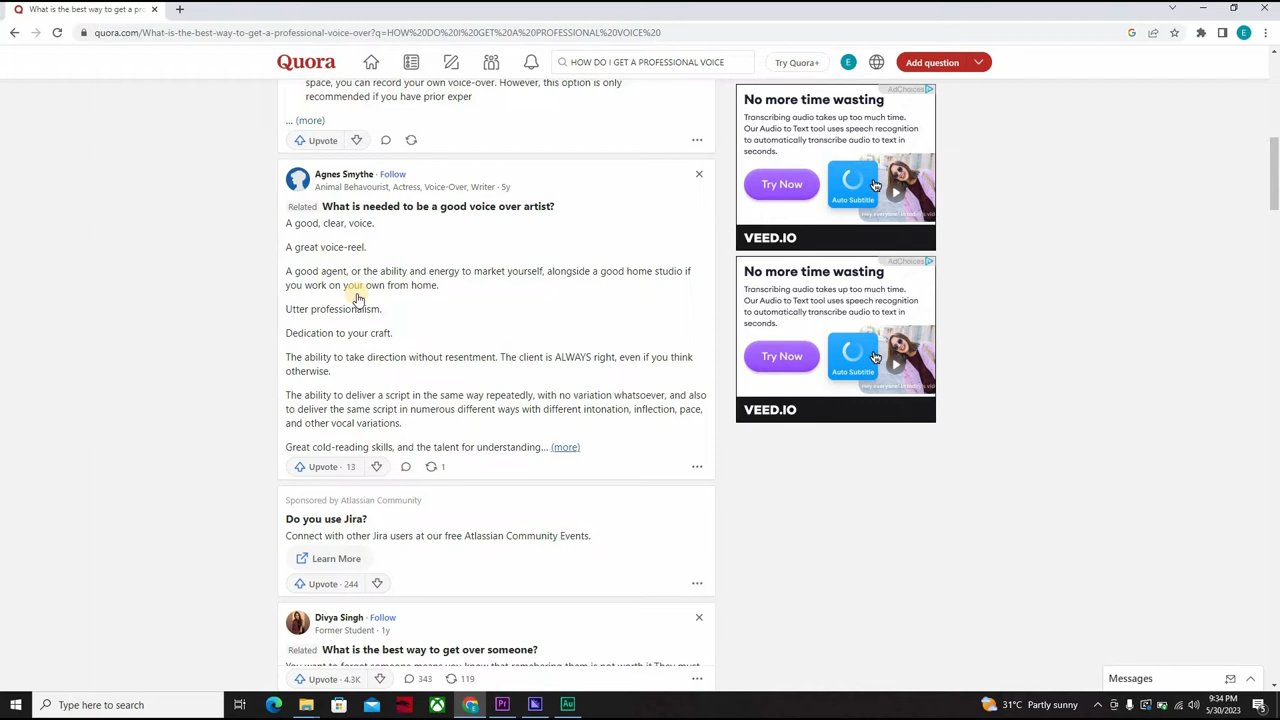 What is the best way to get a pro
quora.com/What-is-the-best-way-to-get-a-professional-voice-over?q=HOW%20DO%20I%20GET%20A%20PROFESSIONAL%20VOICE%20
E
Quora
HOW DO I GET A PROFESSIONAL VOICE
Try Quora+
E
Add question
space, you can record your own voice-over. However, this option is only
recommended if you have prior exper
... (more)
Upvote
Agnes Smythe · Follow
Animal Behavourist, Actress, Voice-Over, Writer · 5y
Related What is needed to be a good voice over artist?
A good, clear, voice.
A great voice-reel.
A good agent, or the ability and energy to market yourself, alongside a good home studio if
you work on your own from home.
Utter professionalism.
Dedication to your craft.
The ability to take direction without resentment. The client is ALWAYS right, even if you think
otherwise.
The ability to deliver a script in the same way repeatedly, with no variation whatsoever, and also
to deliver the same script in numerous different ways with different intonation, inflection, pace,
and other vocal variations.
Great cold-reading skills, and the talent for understanding... (more)
Upvote · 13
1
Sponsored by Atlassian Community
Do you use Jira?
Connect with other Jira users at our free Atlassian Community Events.
Learn More
Upvote · 244
Divya Singh · Follow
Former Student · 1y
Related What is the best way to get over someone?
Upvote · 4.3K
343
119
AdChoices
No more time wasting
Transcribing audio takes up too much time.
Our Audio to Text tool uses speech recognition
to automatically transcribe audio to text in
seconds.
Try Now
Auto Subtitle
VEED.IO
AdChoices
No more time wasting
Transcribing audio takes up too much time.
Our Audio to Text tool uses speech recognition
to automatically transcribe audio to text in
seconds.
Try Now
Auto Subtitle
VEED.IO
Messages
Type here to search
Pr
Au
31°C Partly sunny
9:34 PM
5/30/2023